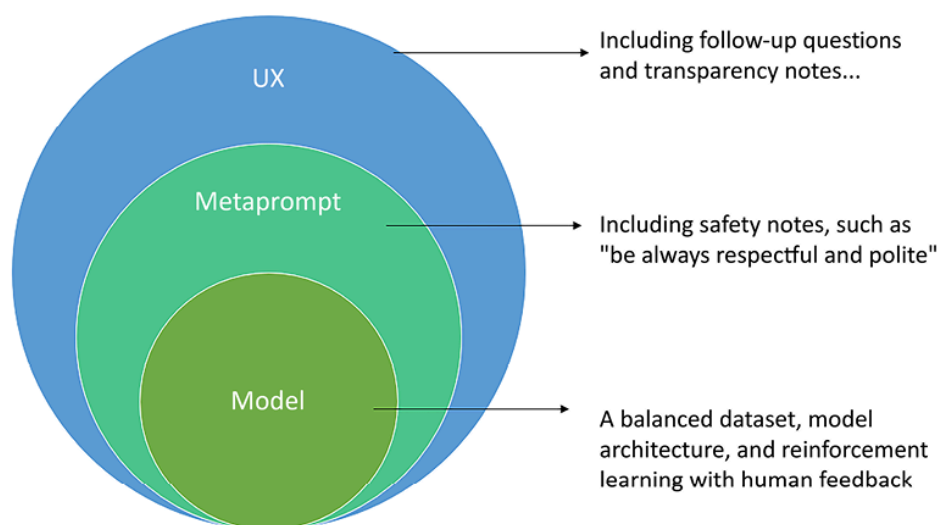 UX
Including follow-up questions
and transparency notes...
Metaprompt
Including safety notes, such as
"be always respectful and polite"
Model
A balanced dataset, model
architecture, and reinforcement
learning with human feedback